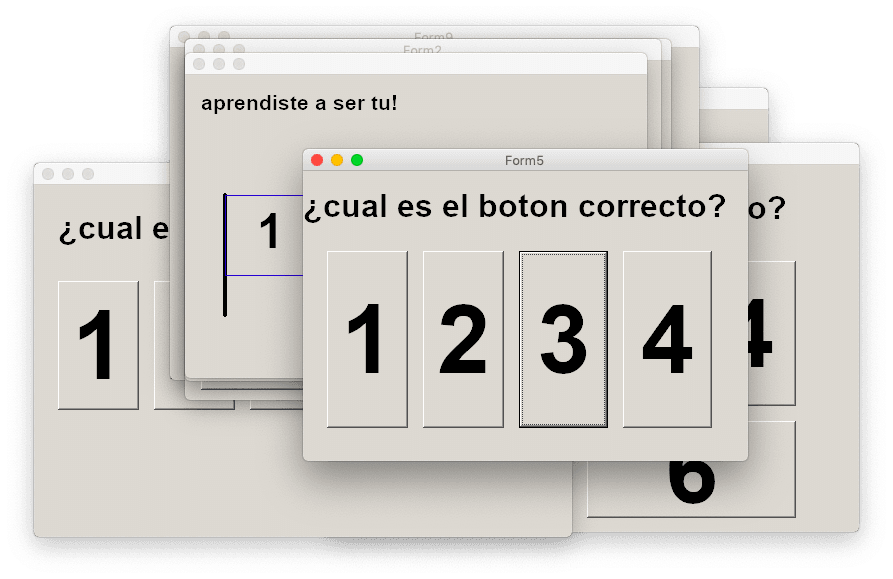 Form9
Form2
aprendiste a ser tu!
1
Form5
¿cual es el boton correcto?
1 2 3 4
¿cual e
1
o?
4
6